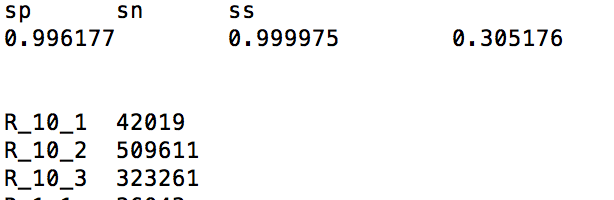 sp sn ss
0.996177 0.999975 0.305176
R_10_1 42019
R_10_2 509611
R_10_3 323261